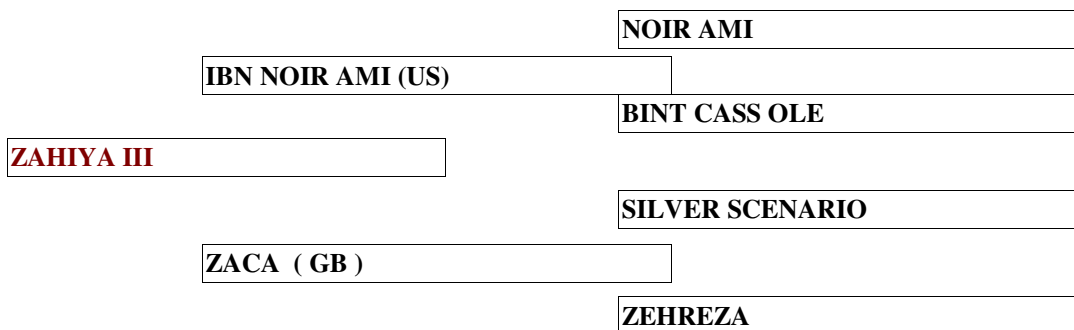 NOIR AMI
IBN NOIR AMI (US)
BINT CASS OLE
ZAHIYA III
SILVER SCENARIO
ZACA ( GB )
ZEHREZA